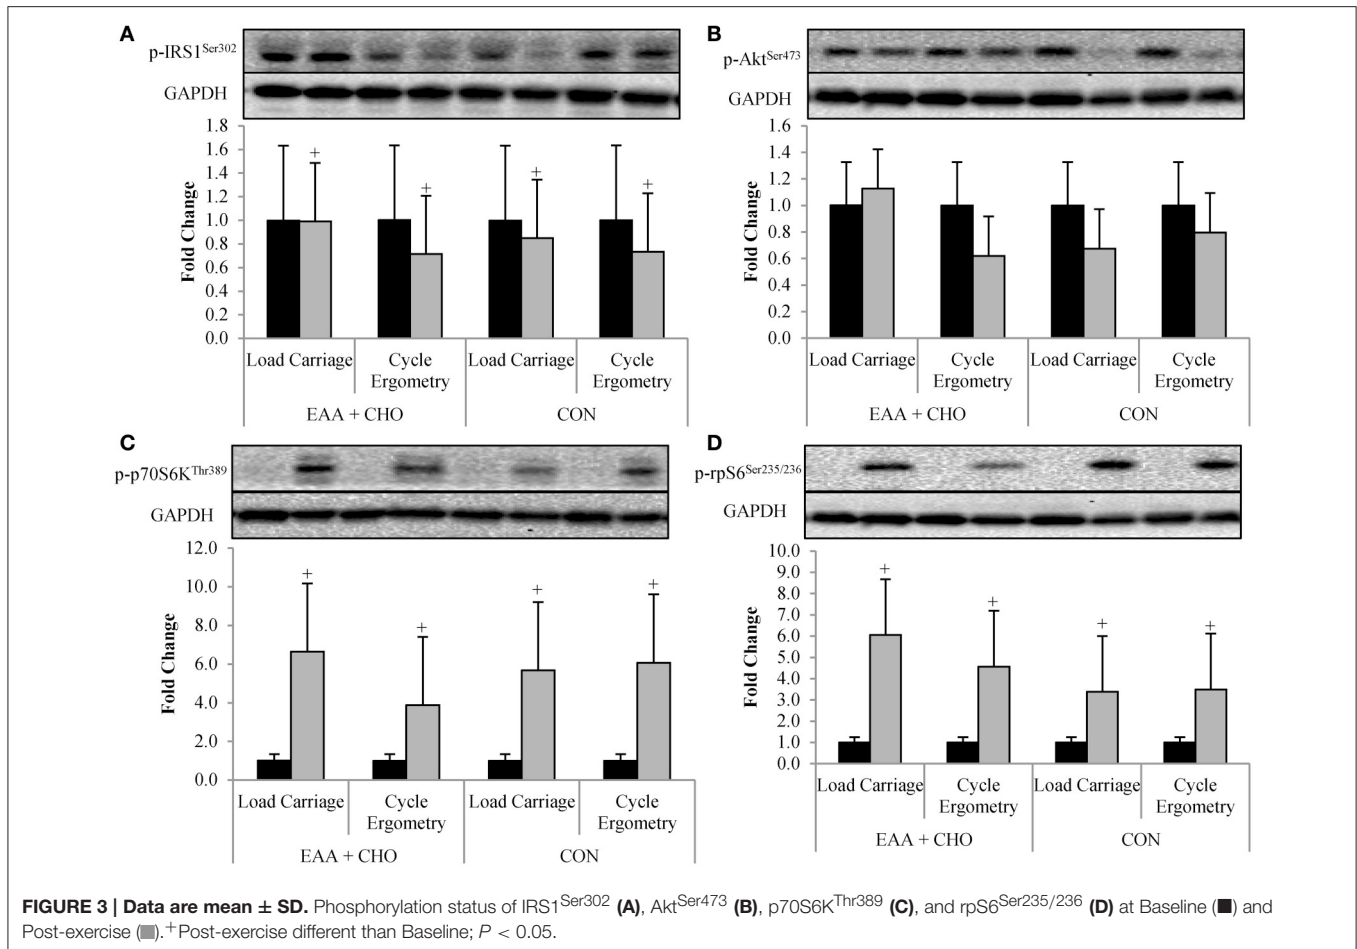 A
p-IRS1Ser302
GAPDH
1.8
1.6
1.4
1.2
1.0
0.8
0.6
0.4
0.2
0.0
Fold Change
+
+
+
+
Load Carriage
Cycle
Ergometry
Load Carriage
Cycle
Ergometry
EAA + CHO
CON
B
p-AktSer473
GAPDH
1.6
1.4
1.2
1.0
0.8
0.6
0.4
0.2
0.0
Fold Change
Load Carriage
Cycle
Ergometry
Load Carriage
Cycle
Ergometry
EAA + CHO
CON
C
p-p70S6KThr389
GAPDH
12.0
10.0
8.0
6.0
4.0
2.0
0.0
Fold Change
+
+
+
+
Load Carriage
Cycle
Ergometry
Load Carriage
Cycle
Ergometry
EAA + CHO
CON
D
p-rpS6Ser235/236
GAPDH
10.0
9.0
8.0
7.0
6.0
5.0
4.0
3.0
2.0
1.0
0.0
Fold Change
+
+
+
+
Load Carriage
Cycle
Ergometry
Load Carriage
Cycle
Ergometry
EAA + CHO
CON
FIGURE 3 | Data are mean ± SD. Phosphorylation status of IRS1Ser302 (A), AktSer473 (B), p70S6KThr389 (C), and rpS6Ser235/236 (D) at Baseline (■) and
Post-exercise (■).+Post-exercise different than Baseline; P < 0.05.